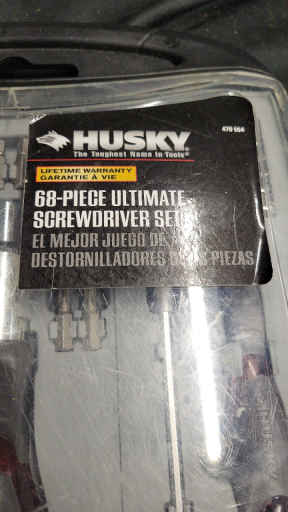 HUSKY
470 664
The Toughest Name In Tools
LIFETIME WARRANTY
GARANTIE À VIE
68-PIECE ULTIMATE
SCREWDRIVER SET
EL MEJOR JUEGO DE
DESTORNILLADORES PIEZAS